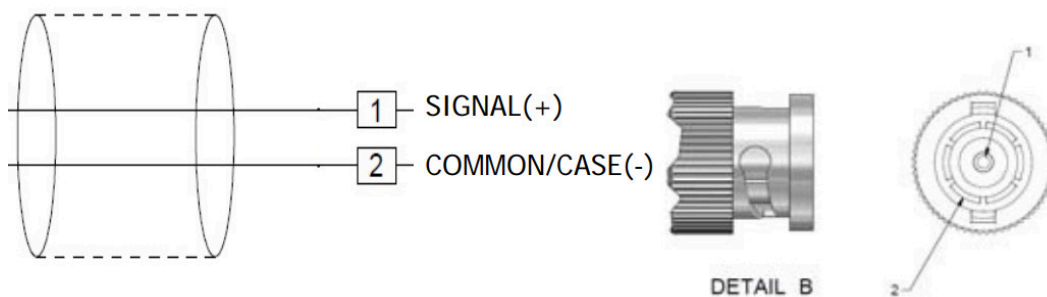 1 SIGNAL(+)
2 COMMON/CASE(-)
DETAIL B
1
2